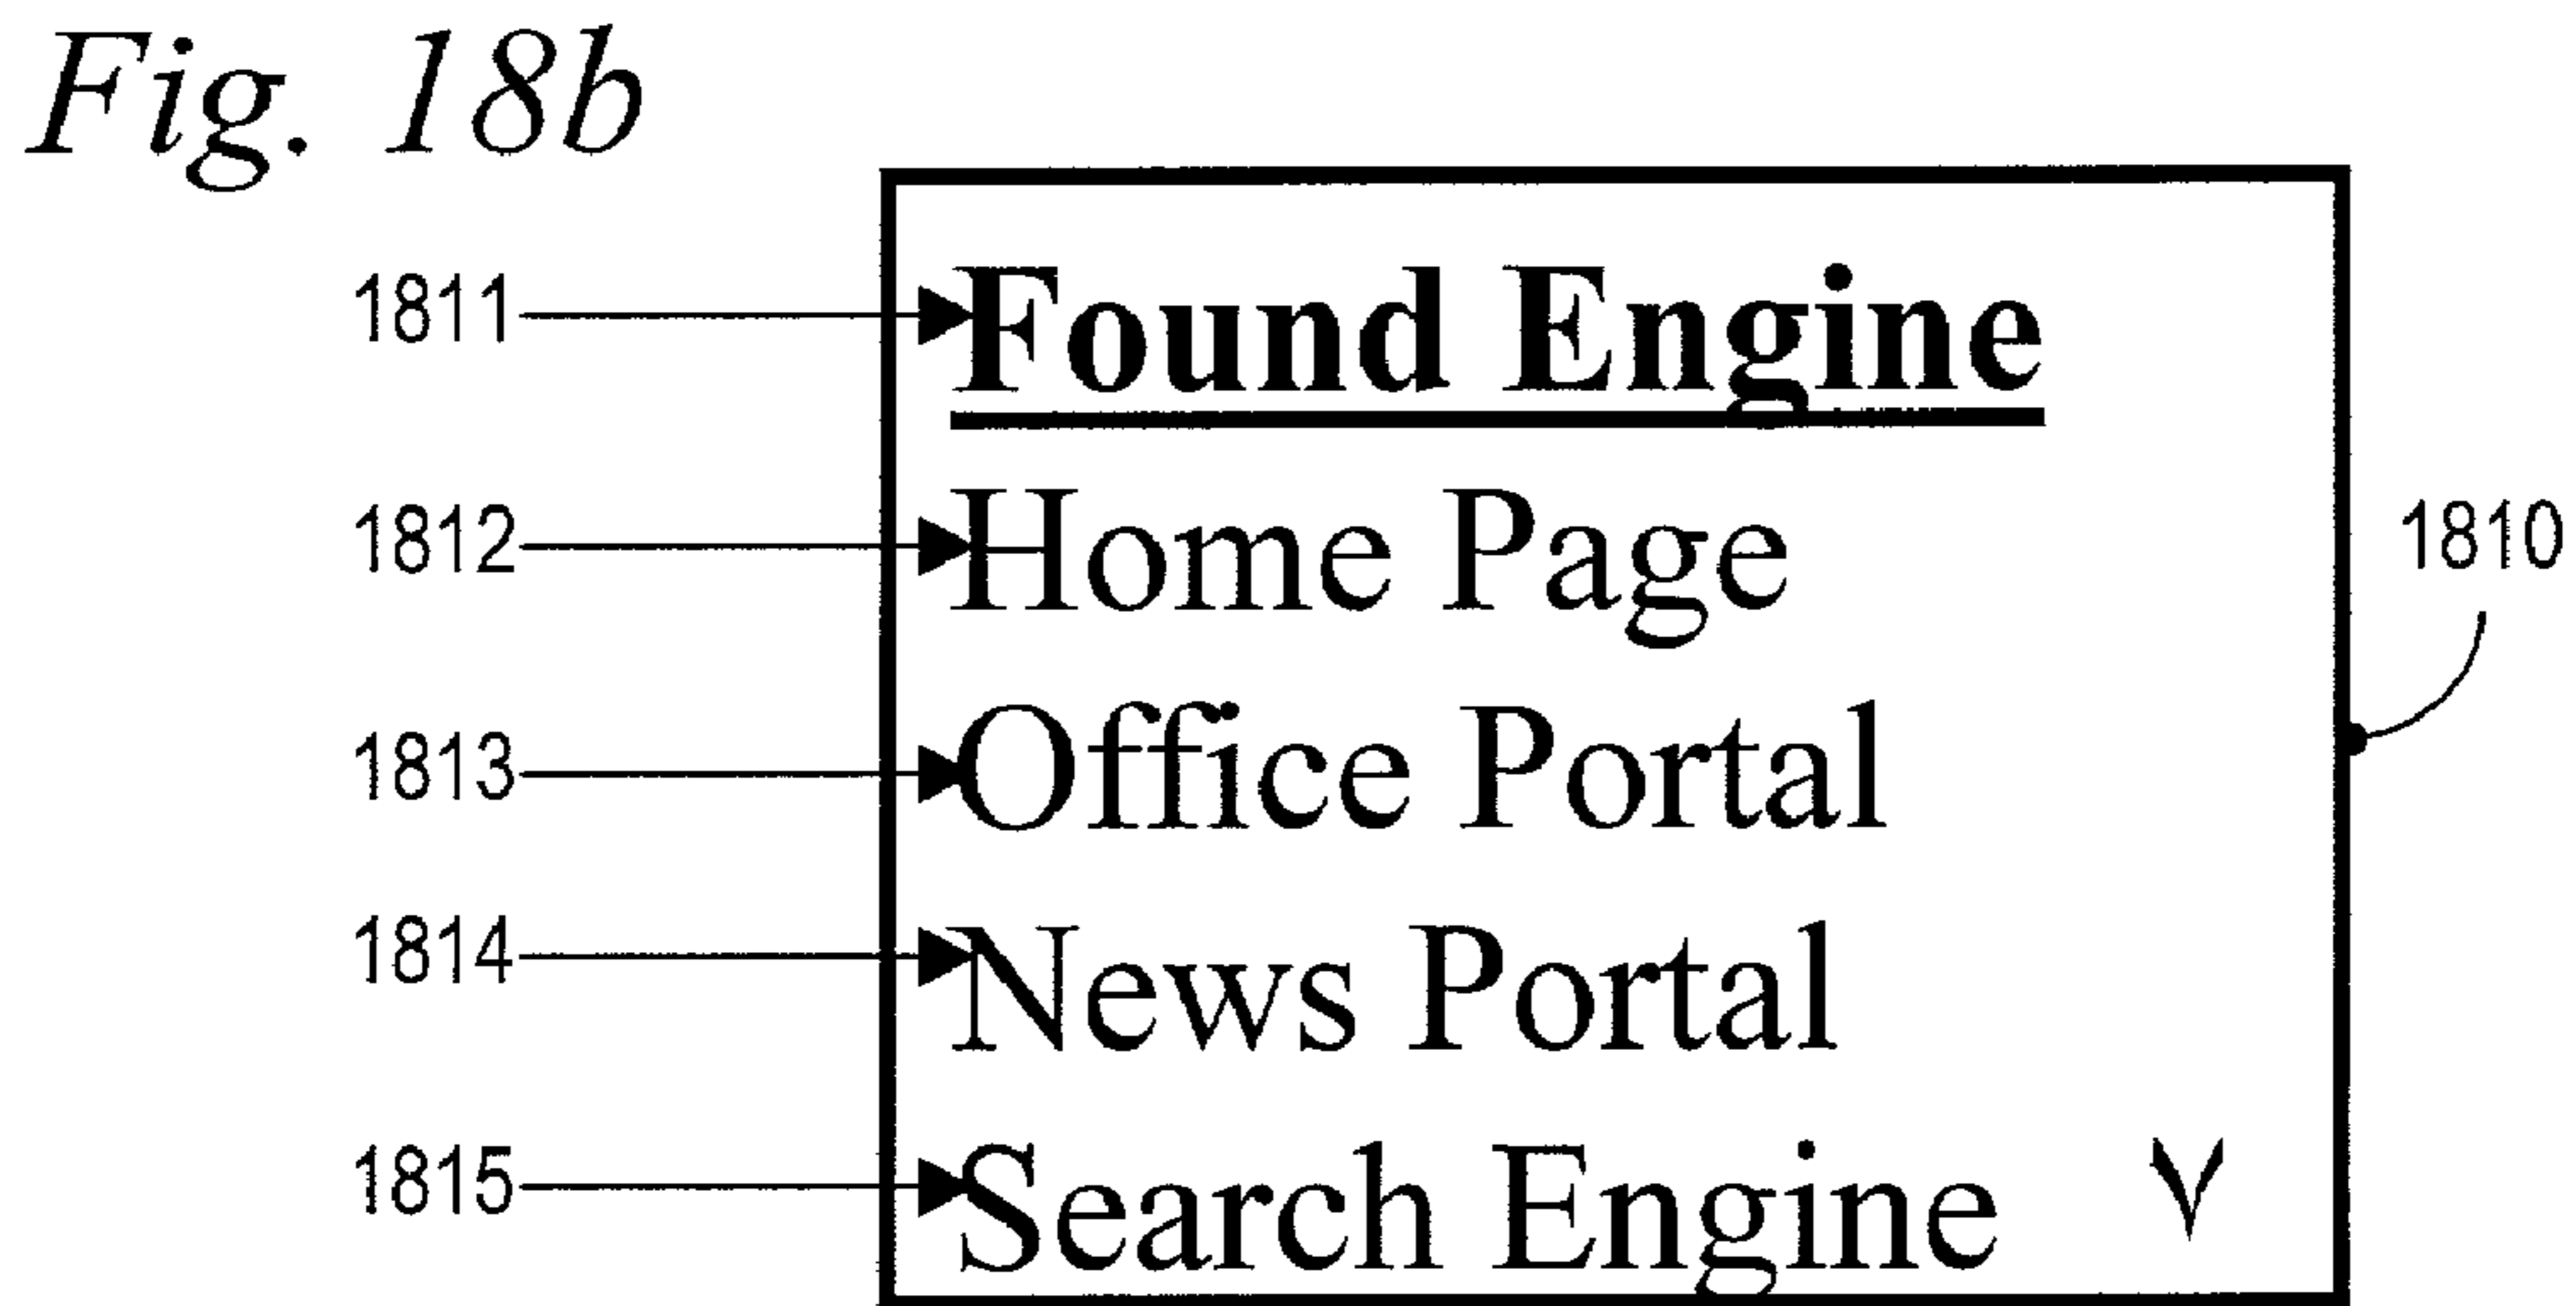 Fig. 18b
1811 Found Engine
1812 Home Page
1810
1813 Office Portal
1814 News Portal
1815 Search Engine V